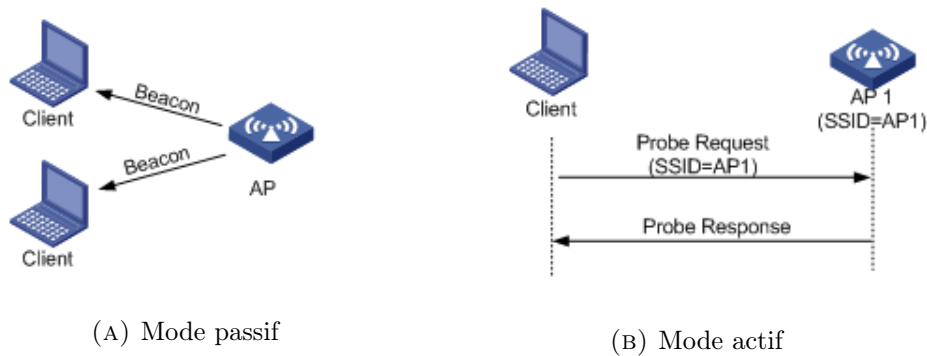 Client
Beacon
Beacon
AP
Client
(A) Mode passif
Client
AP 1
(SSID=AP1)
Probe Request
(SSID=AP1)
Probe Response
(B) Mode actif